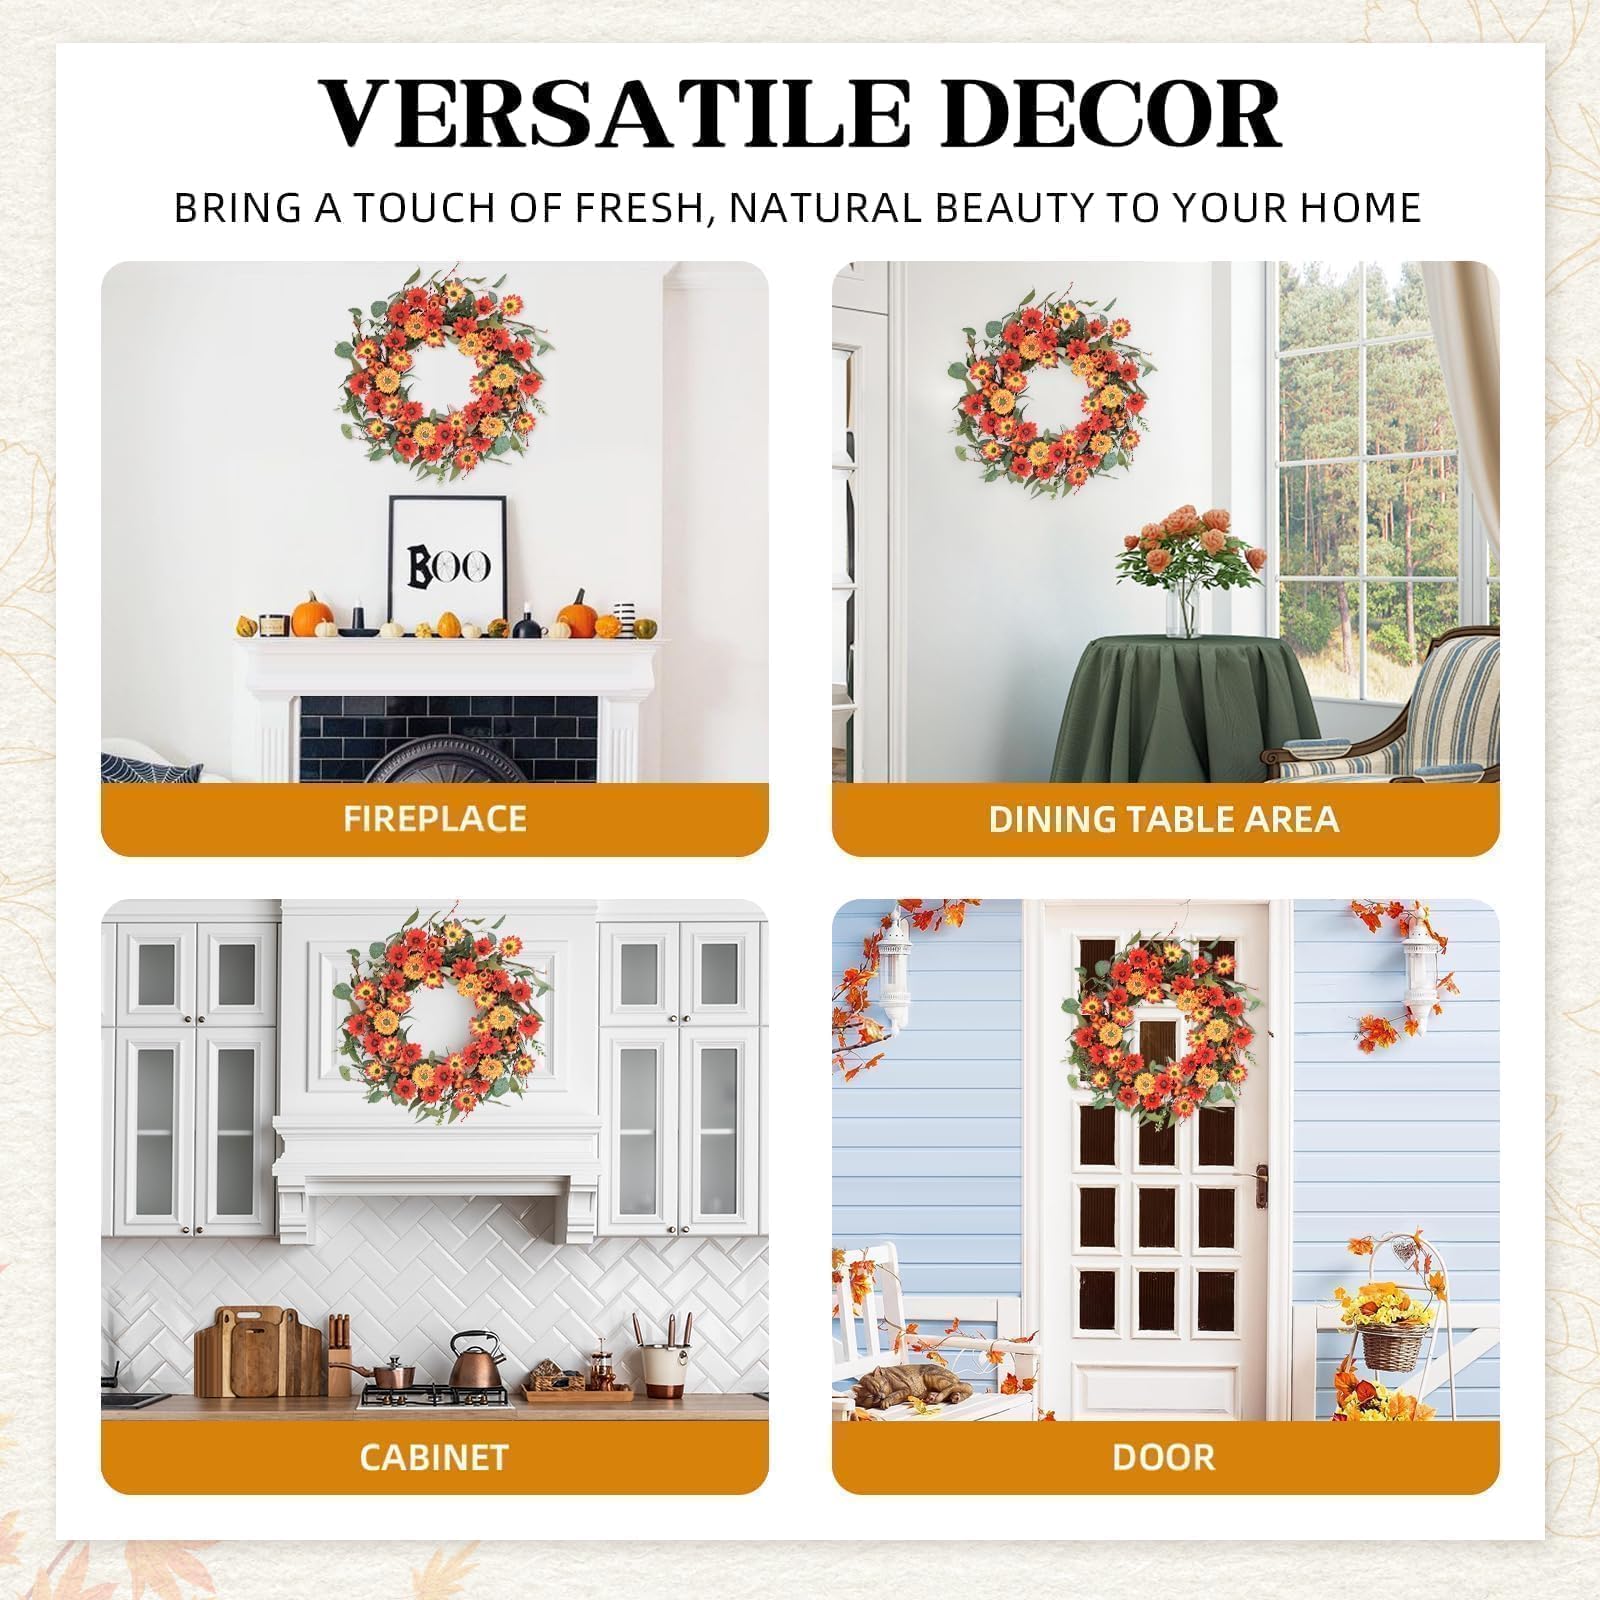 VERSATILE DECOR
BRING A TOUCH OF FRESH, NATURAL BEAUTY TO YOUR HOME
BOO
FIREPLACE
DINING TABLE AREA
CABINET
DOOR